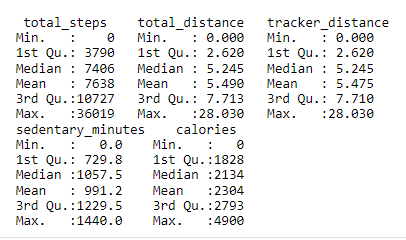 total_steps total_distance tracker_distance
Min. : 0 Min. : 0.000 Min. : 0.000
1st Qu.: 3790 1st Qu.: 2.620 1st Qu.: 2.620
Median : 7406 Median : 5.245 Median : 5.245
Mean : 7638 Mean : 5.490 Mean : 5.475
3rd Qu.:10727 3rd Qu.: 7.713 3rd Qu.: 7.710
Max. :36019 Max. :28.030 Max. :28.030
sedentary_minutes calories
Min. : 0.0 Min. : 0
1st Qu.: 729.8 1st Qu.:1828
Median :1057.5 Median :2134
Mean : 991.2 Mean :2304
3rd Qu.:1229.5 3rd Qu.:2793
Max. :1440.0 Max. :4900